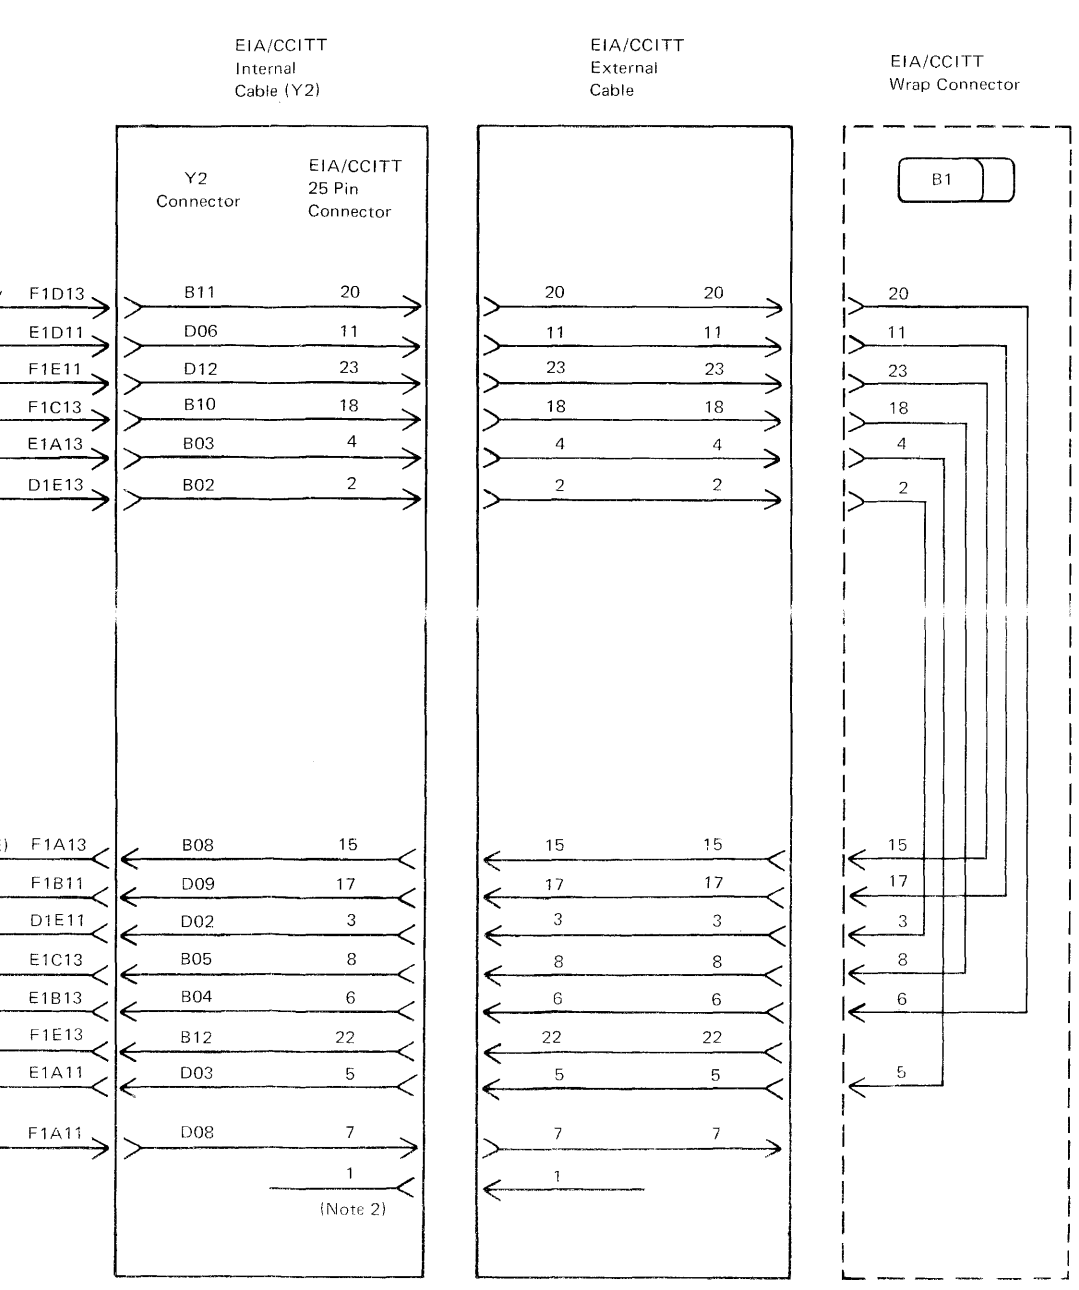 EIA/CCITT
Internal
Cable (Y2)
EIA/CCITT
External
Cable
EIA/CCITT
Wrap Connector
Y2
Connector
EIA/CCITT
25 Pin
Connector
B1
F1D13 B11 20 20 20 20
E1D11 D06 11 11 11 11
F1E11 D12 23 23 23 23
F1C13 B10 18 18 18 18
E1A13 B03 4 4 4 4
D1E13 B02 2 2 2 2
) F1A13 B08 15 15 15 15
F1B11 D09 17 17 17 17
D1E11 D02 3 3 3 3
E1C13 B05 8 8 8 8
E1B13 B04 6 6 6 6
F1E13 B12 22 22 22
E1A11 D03 5 5 5 5
F1A11 D08 7 7 7
1 1
(Note 2)